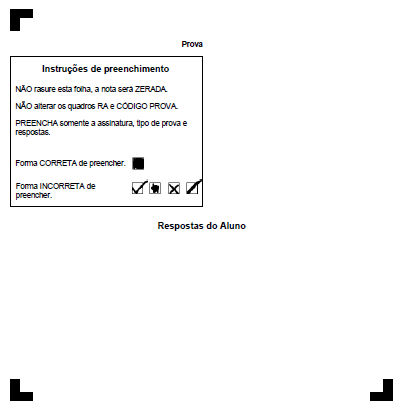 Prova
Instruções de preenchimento
NÃO rasure esta folha, a nota será ZERADA.
NÃO alterar os quadros RA e CÓDIGO PROVA.
PREENCHA somente a assinatura, tipo de prova e
respostas.
Forma CORRETA de preencher.
Forma INCORRETA de
preencher.
Respostas do Aluno